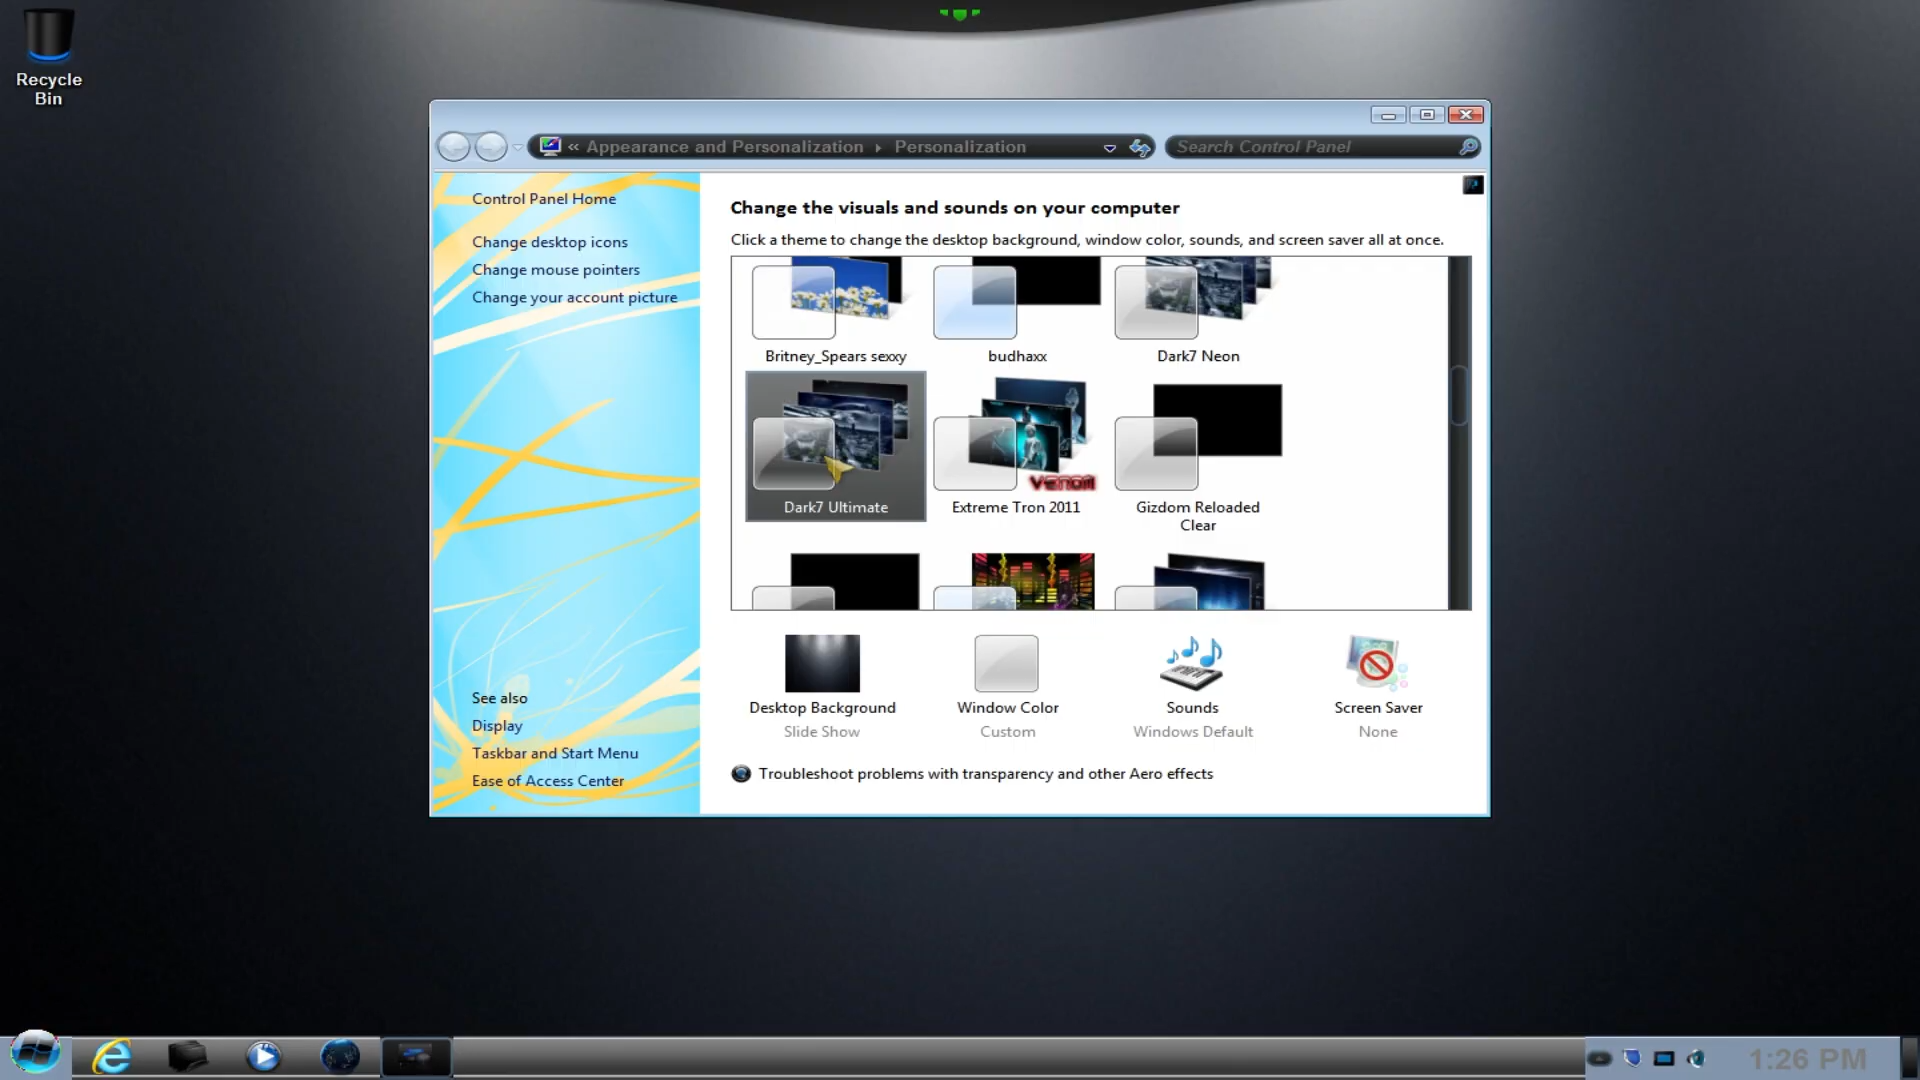 Recycle
Bin
« Appearance and Personalization ▸ Personalization
Search Control Panel
Control Panel Home
Change desktop icons
Change mouse pointers
Change your account picture
See also
Display
Taskbar and Start Menu
Ease of Access Center
Change the visuals and sounds on your computer
Click a theme to change the desktop background, window color, sounds, and screen saver all at once.
Britney_Spears sexxy
budhaxx
Dark7 Neon
Venom
Dark7 Ultimate
Extreme Tron 2011
Gizdom Reloaded
Clear
Desktop Background
Slide Show
Window Color
Custom
Sounds
Windows Default
Screen Saver
None
Troubleshoot problems with transparency and other Aero effects
1:26 PM